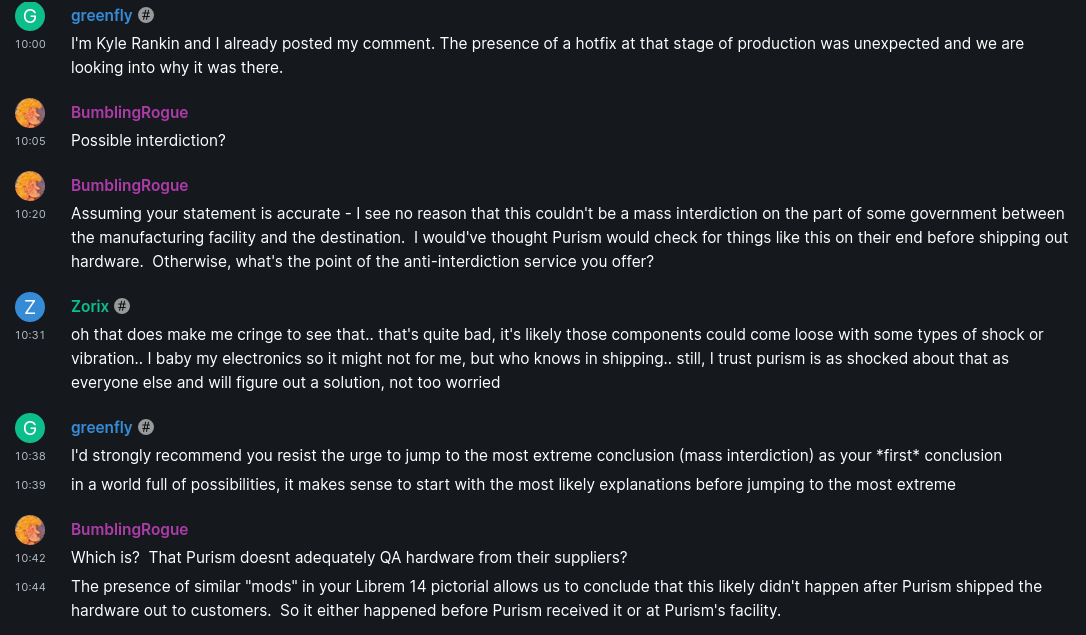 G greenfly #
10:00 I'm Kyle Rankin and I already posted my comment. The presence of a hotfix at that stage of production was unexpected and we are
looking into why it was there.
BumblingRogue
10:05 Possible interdiction?
BumblingRogue
10:20 Assuming your statement is accurate - I see no reason that this couldn't be a mass interdiction on the part of some government between
the manufacturing facility and the destination.  I would've thought Purism would check for things like this on their end before shipping out
hardware.  Otherwise, what's the point of the anti-interdiction service you offer?
Z Zorix #
10:31 oh that does make me cringe to see that.. that's quite bad, it's likely those components could come loose with some types of shock or
vibration.. I baby my electronics so it might not for me, but who knows in shipping.. still, I trust purism is as shocked about that as
everyone else and will figure out a solution, not too worried
G greenfly #
10:38 I'd strongly recommend you resist the urge to jump to the most extreme conclusion (mass interdiction) as your *first* conclusion
10:39 in a world full of possibilities, it makes sense to start with the most likely explanations before jumping to the most extreme
BumblingRogue
10:42 Which is?  That Purism doesnt adequately QA hardware from their suppliers?
10:44 The presence of similar "mods" in your Librem 14 pictorial allows us to conclude that this likely didn't happen after Purism shipped the
hardware out to customers.  So it either happened before Purism received it or at Purism's facility.